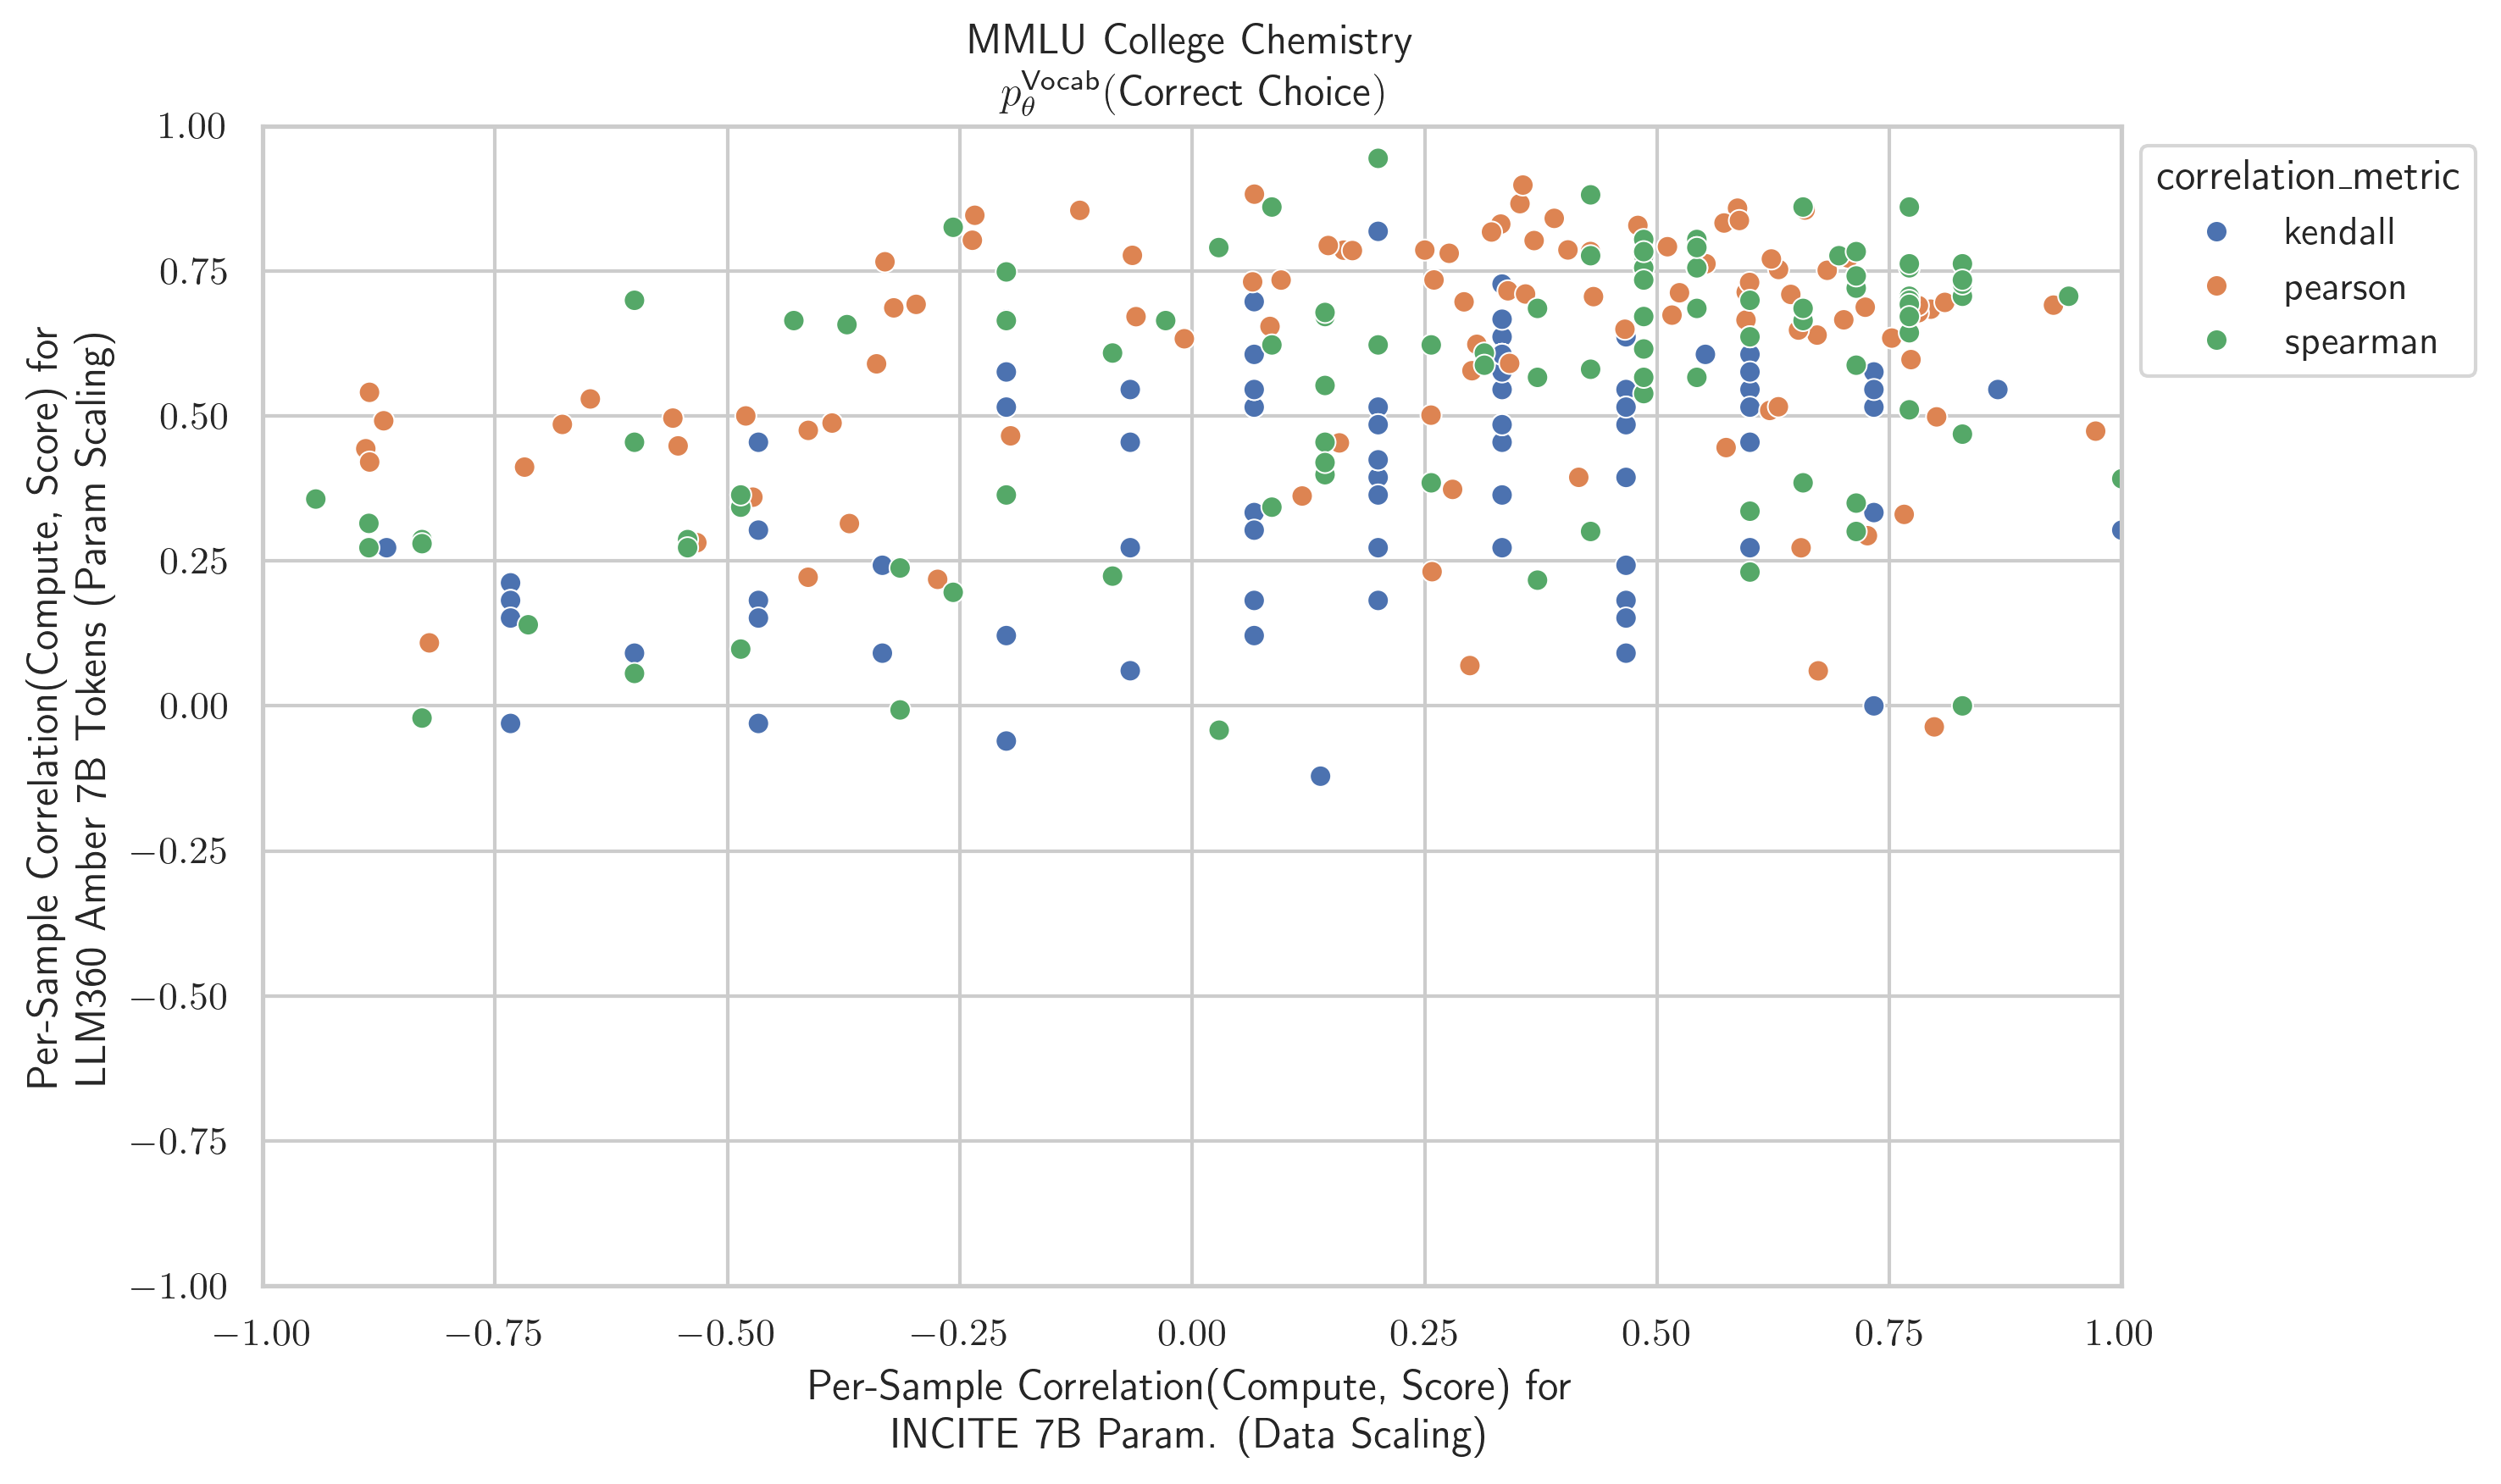 MMLU College Chemistry
p_θ^Vocab(Correct Choice)
Per-Sample Correlation(Compute, Score) for
LLM360 Amber 7B Tokens (Param Scaling)
1.00
0.75
0.50
0.25
0.00
−0.25
−0.50
−0.75
−1.00
−1.00 −0.75 −0.50 −0.25 0.00 0.25 0.50 0.75 1.00
Per-Sample Correlation(Compute, Score) for
INCITE 7B Param. (Data Scaling)
correlation_metric
kendall
pearson
spearman